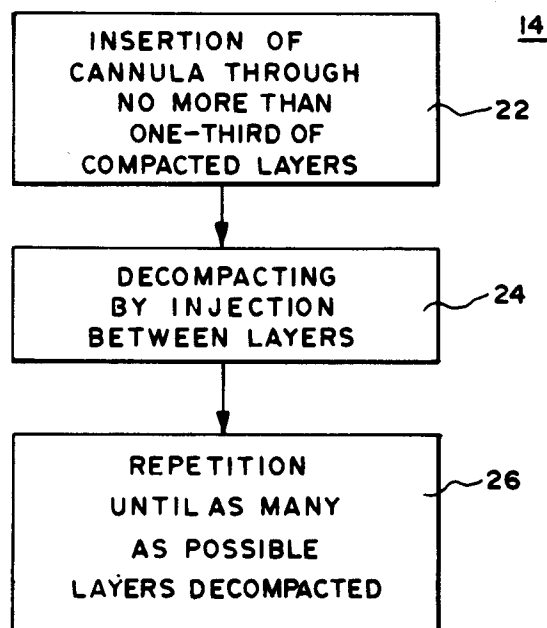 14
INSERTION OF
CANNULA THROUGH
NO MORE THAN
ONE-THIRD OF
COMPACTED LAYERS
22
DECOMPACTING
BY INJECTION
BETWEEN LAYERS
24
REPETITION
UNTIL AS MANY
AS POSSIBLE
LAYERS DECOMPACTED
26